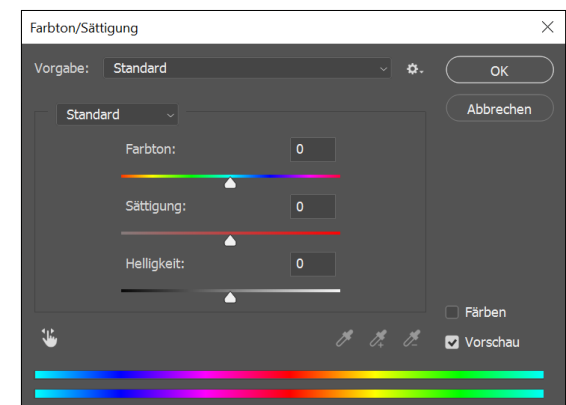 Farbton/Sättigung
Vorgabe: Standard
OK
Abbrechen
Standard
Farbton: 0
Sättigung: 0
Helligkeit: 0
Färben
Vorschau